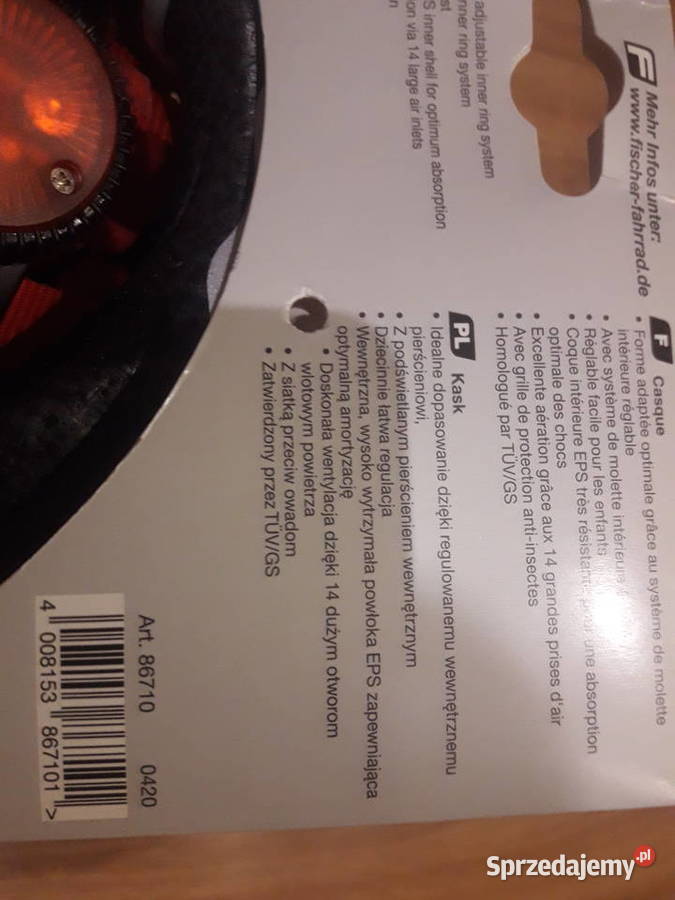 F Mehr Infos unter:
www.fischer-fahrrad.de
adjustable inner ring system
inner ring system
st
S inner shell for optimum absorption
on via 14 large air inlets
n
F Casque
• Forme adaptée optimale grâce au système de molette
intérieure réglable
• Avec système de molette intérieure
• Réglable facile pour les enfants
• Coque intérieure EPS très résistante pour une absorption
optimale des chocs
• Excellente aération grâce aux 14 grandes prises d'air
• Avec grille de protection anti-insectes
• Homologué par TÜV/GS
PL Kask
• Idealne dopasowanie dzięki regulowanemu wewnętrznemu
pierścieniowi,
• Z podświetlanym pierścieniem wewnętrznym
• Dziecinnie łatwa regulacja
• Wewnętrzna, wysoko wytrzymała powłoka EPS zapewniająca
optymalną amortyzację
• Doskonała wentylacja dzięki 14 dużym otworom
wlotowym powietrza
• Z siatką przeciw owadom
• Zatwierdzony przez TÜV/GS
Art. 86710 0420
4 008153 867101 >
Sprzedajemy.pl